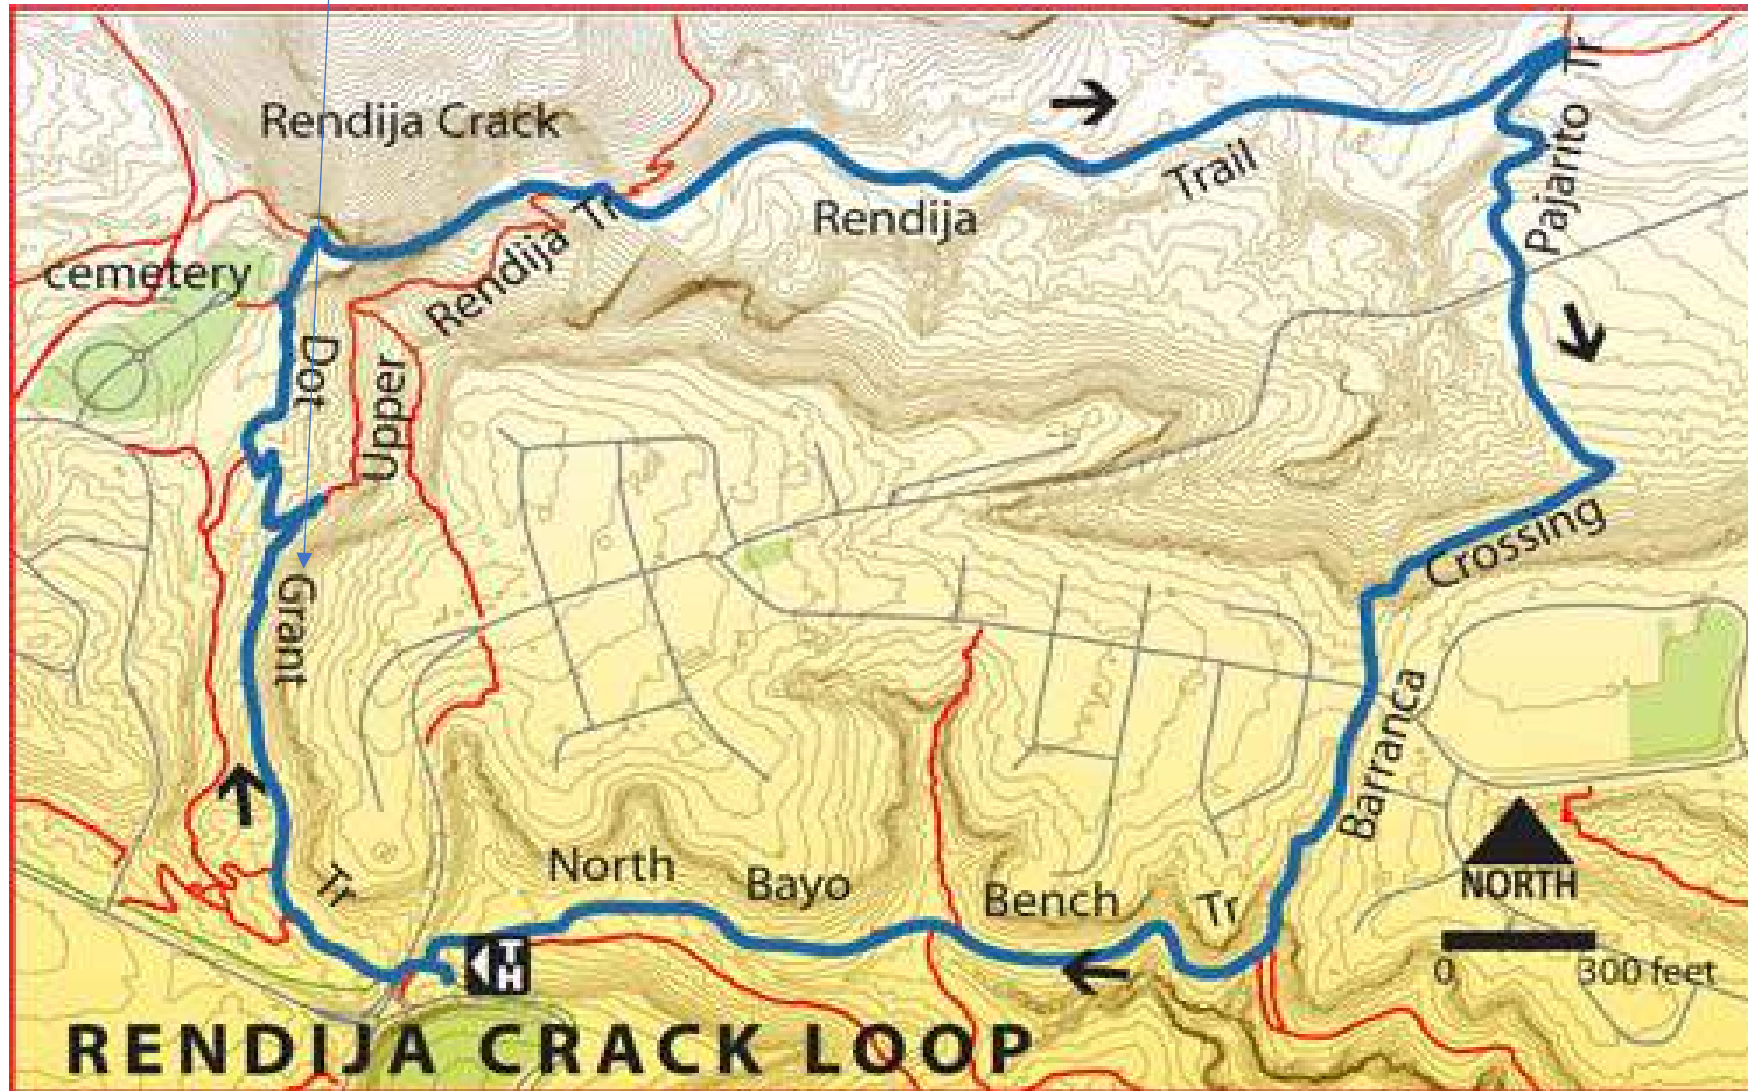 Rendija Crack
Pajarito Tr
Trail
Rendija
Rendija Tr
cemetery
Dot
Upper
Crossing
Grant
Barranca
North
Bayo
Bench
Tr
Tr
NORTH
TH
0
300 feet
RENDIJA CRACK LOOP